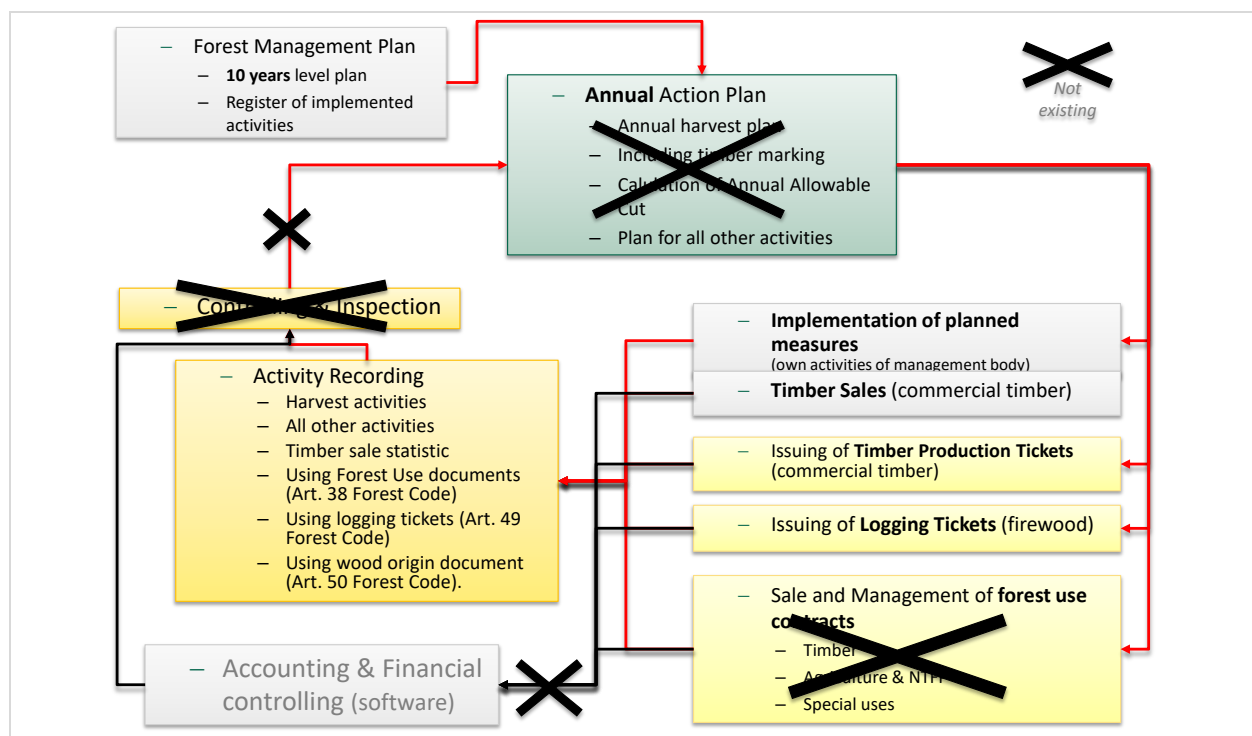 – Forest Management Plan
– 10 years level plan
– Register of implemented
activities
Not
existing
– Annual Action Plan
– Annual harvest plan
– Including timber marking
– Calculation of Annual Allowable
Cut
– Plan for all other activities
– Controlling & Inspection
– Implementation of planned
measures
(own activities of management body)
– Timber Sales (commercial timber)
– Activity Recording
– Harvest activities
– All other activities
– Timber sale statistic
– Using Forest Use documents
(Art. 38 Forest Code)
– Using logging tickets (Art. 49
Forest Code)
– Using wood origin document
(Art. 50 Forest Code).
– Issuing of Timber Production Tickets
(commercial timber)
– Issuing of Logging Tickets (firewood)
– Sale and Management of forest use
contracts
– Timber
– Agriculture & NTFP
– Special uses
– Accounting & Financial
controlling (software)